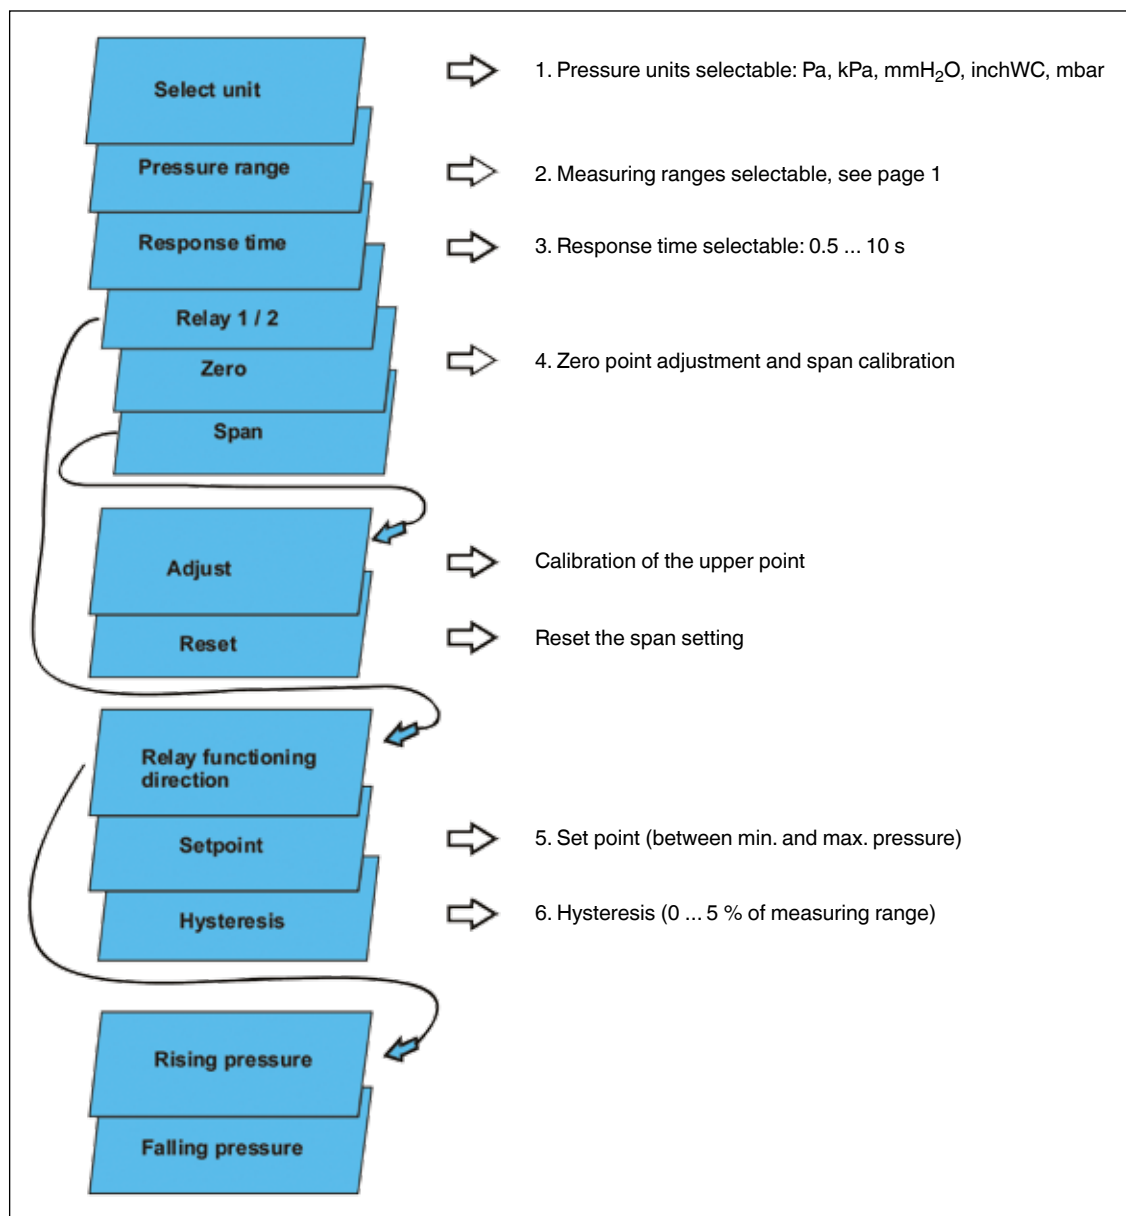 Select unit
1. Pressure units selectable: Pa, kPa, mmH₂O, inchWC, mbar
Pressure range
2. Measuring ranges selectable, see page 1
Response time
3. Response time selectable: 0.5 ... 10 s
Relay 1 / 2
Zero
4. Zero point adjustment and span calibration
Span
Adjust
Calibration of the upper point
Reset
Reset the span setting
Relay functioning
direction
Setpoint
5. Set point (between min. and max. pressure)
Hysteresis
6. Hysteresis (0 ... 5 % of measuring range)
Rising pressure
Falling pressure